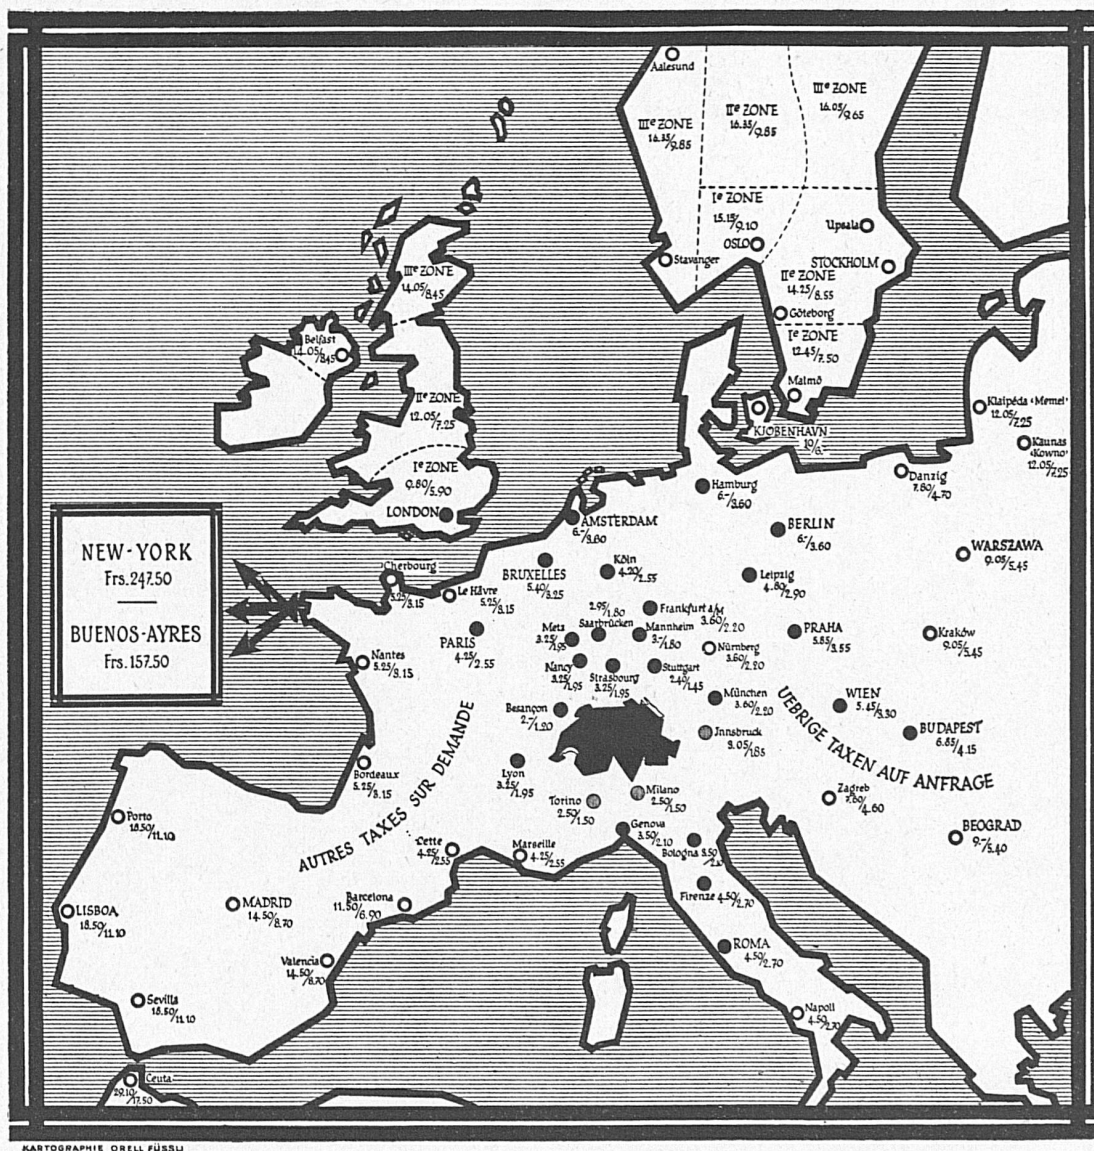 Aalesund
IIIe ZONE
16.35/9.85
IIe ZONE
16.35/9.85
IIIe ZONE
16.05/9.65
Ie ZONE
15.15/9.10
OSLO
Stavanger
Upsala
STOCKHOLM
IIe ZONE
14.25/8.55
Göteborg
Ie ZONE
12.45/7.50
Malmö
KJOBENHAVN
10/6.-
IIIe ZONE
14.05/8.45
Belfast
14.05/8.45
IIe ZONE
12.05/7.25
Ie ZONE
9.80/5.90
LONDON
Klaipéda ‹Memel›
12.05/7.25
Kaunas
‹Kowno›
12.05/7.25
Danzig
7.80/4.70
Hamburg
6.-/3.60
AMSTERDAM
6.-/3.60
BERLIN
6.-/3.60
WARSZAWA
9.05/5.45
NEW-YORK
Frs. 247.50
BUENOS-AYRES
Frs. 157.50
Cherbourg
5.25/3.15
Le Hâvre
5.25/3.15
BRUXELLES
5.40/3.25
Köln
4.20/2.55
Leipzig
4.80/2.90
PARIS
4.25/2.55
2.95/1.80
Saarbrücken
Frankfurt a/M
3.60/2.20
Metz
3.25/1.95
Mannheim
3.-/1.80
Nürnberg
3.60/2.20
PRAHA
5.85/3.55
Kraków
9.05/5.45
Nantes
5.25/3.15
Nancy
3.25/1.95
Strasbourg
3.25/1.95
Stuttgart
2.40/1.45
München
3.60/2.20
WIEN
5.45/3.30
BUDAPEST
6.85/4.15
Besançon
2.-/1.20
Innsbruck
3.05/1.85
UEBRIGE TAXEN AUF ANFRAGE
Bordeaux
5.25/3.15
Lyon
3.25/1.95
AUTRES TAXES SUR DEMANDE
Torino
2.50/1.50
Milano
2.50/1.50
Zagreb
7.60/4.60
Porto
18.50/11.10
Cette
4.25/2.55
Marseille
4.25/2.55
Genova
3.50/2.10
Bologna 3.50/2.10
BEOGRAD
9.-/5.40
Firenze 4.50/2.70
LISBOA
18.50/11.10
MADRID
14.50/8.70
Barcelona
11.50/6.90
ROMA
4.50/2.70
Valencia
14.50/8.70
Sevilla
18.50/11.10
Napoli
4.50/2.70
Ceuta
29.10/17.50
KARTOGRAPHIE ORELL FÜSSLI